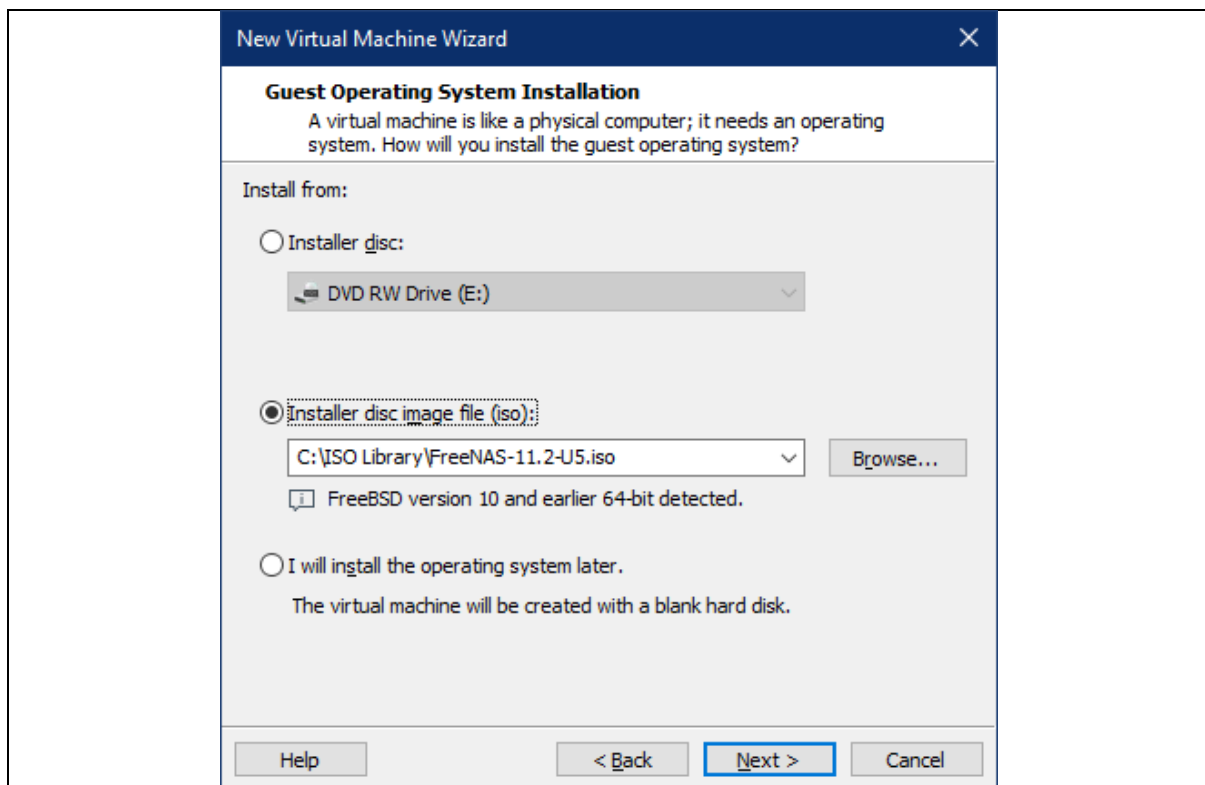 New Virtual Machine Wizard
Guest Operating System Installation
A virtual machine is like a physical computer; it needs an operating
system. How will you install the guest operating system?
Install from:
Installer disc:
DVD RW Drive (E:)
Installer disc image file (iso):
C:\ISO Library\FreeNAS-11.2-U5.iso
Browse...
FreeBSD version 10 and earlier 64-bit detected.
I will install the operating system later.
The virtual machine will be created with a blank hard disk.
Help < Back Next > Cancel